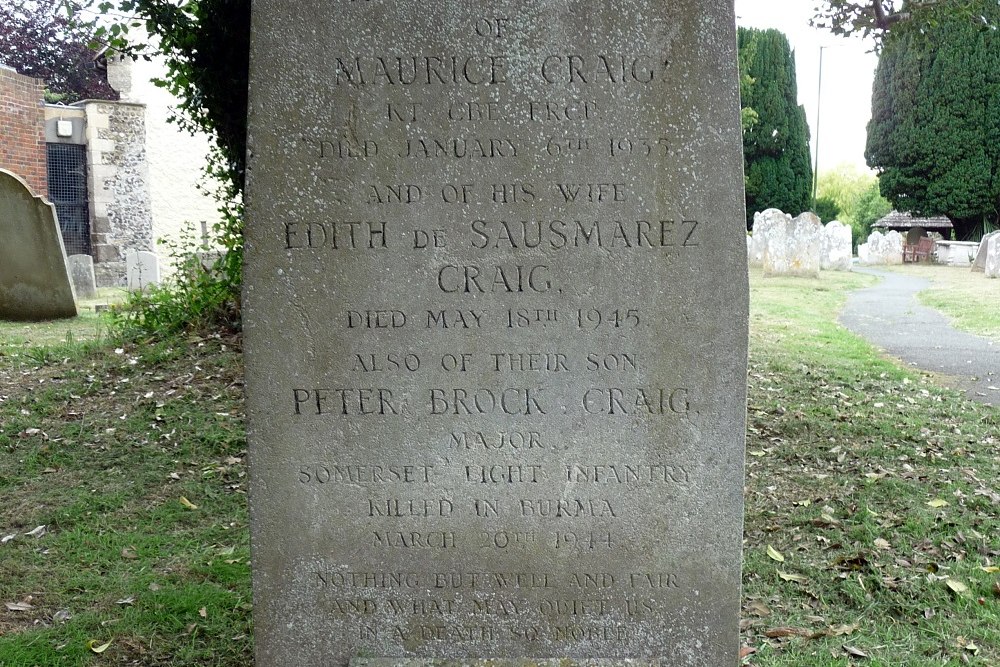 OF
MAURICE CRAIG
KT CBE FRCP
DIED JANUARY 6TH 1935
AND OF HIS WIFE
EDITH DE SAUSMAREZ
CRAIG,
DIED MAY 18TH 1945.
ALSO OF THEIR SON
PETER BROCK CRAIG,
MAJOR
SOMERSET LIGHT INFANTRY
KILLED IN BURMA
MARCH 20TH 1944.
NOTHING BUT WELL AND FAIR
AND WHAT MAY QUIET US,
IN A DEATH SO NOBLE